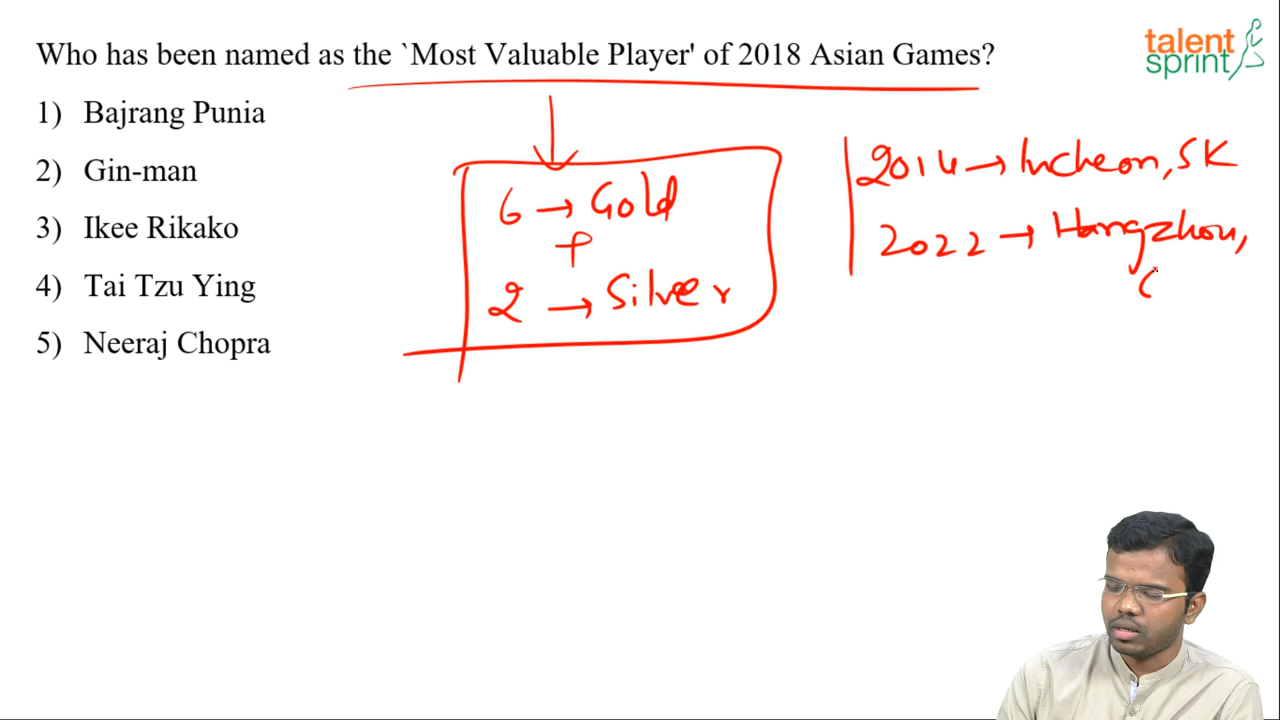 Who has been named as the `Most Valuable Player' of 2018 Asian Games?
talent
sprint
1) Bajrang Punia
2) Gin-man
3) Ikee Rikako
4) Tai Tzu Ying
5) Neeraj Chopra
6 → Gold
+
2 → Silver
2014 → Incheon, SK
2022 → Hangzhou,
C